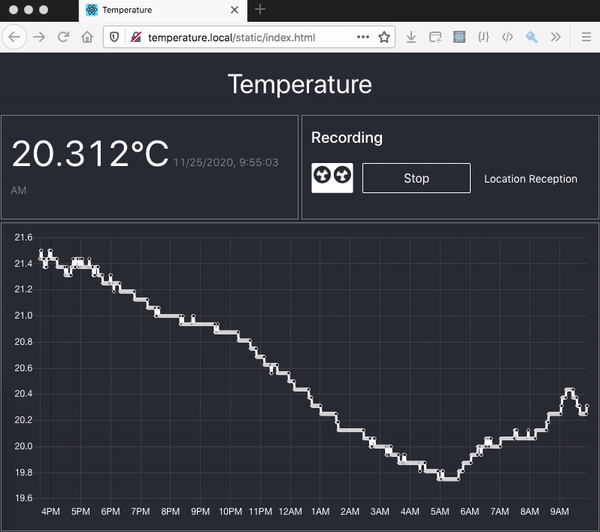 Temperature
temperature.local/static/index.html
Temperature
20.312°C 11/25/2020, 9:55:03
AM
Recording
Stop
Location Reception
21.6
21.4
21.2
21.0
20.8
20.6
20.4
20.2
20.0
19.8
19.6
4PM 5PM 6PM 7PM 8PM 9PM 10PM 11PM 12AM 1AM 2AM 3AM 4AM 5AM 6AM 7AM 8AM 9AM